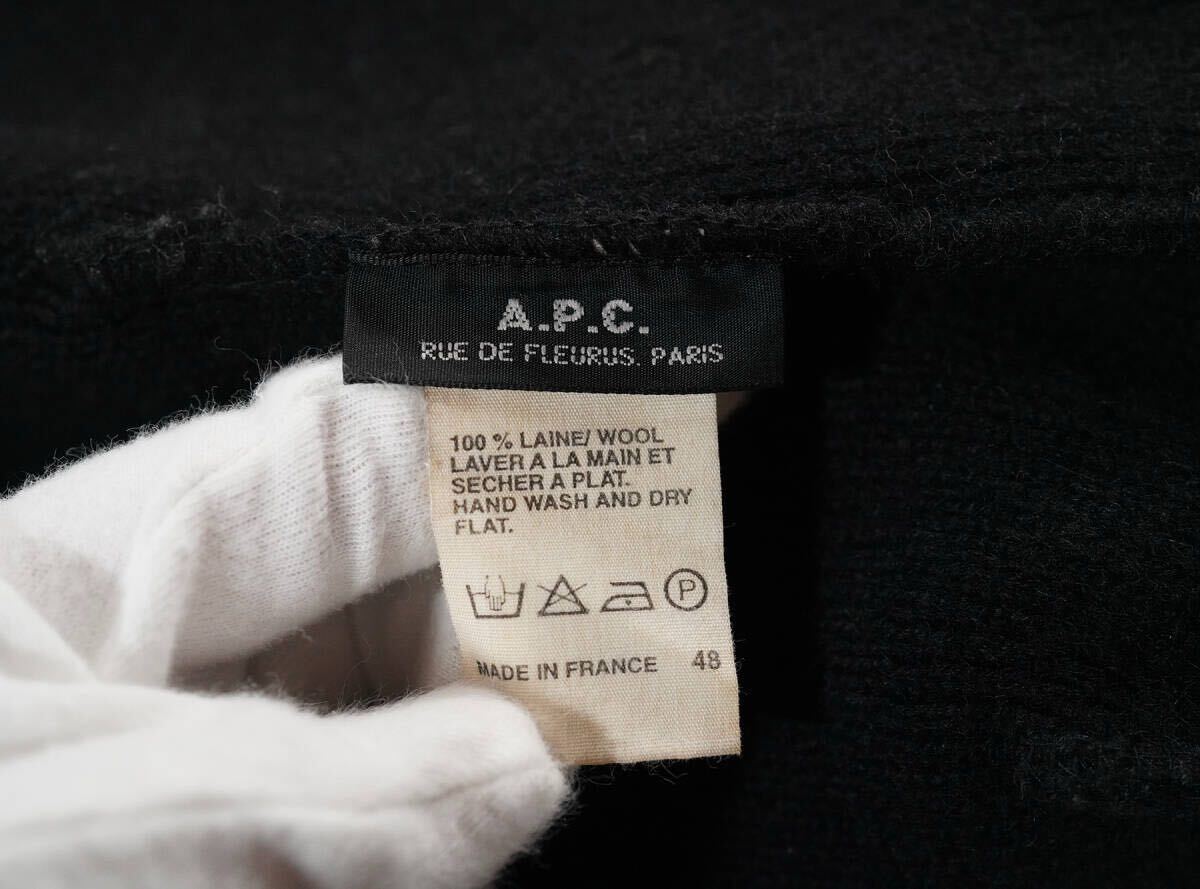 A.P.C.
RUE DE FLEURUS. PARIS
100 % LAINE/ WOOL
LAVER A LA MAIN ET
SECHER A PLAT.
HAND WASH AND DRY
FLAT.
P
MADE IN FRANCE 48